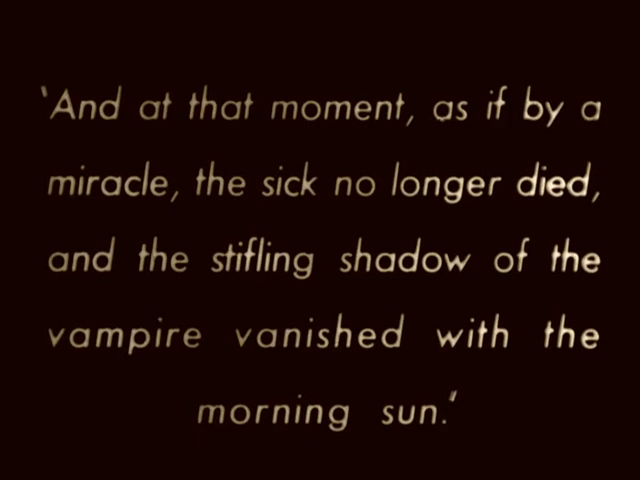 'And at that moment, as if by a
miracle, the sick no longer died,
and the stifling shadow of the
vampire vanished with the
morning sun.'